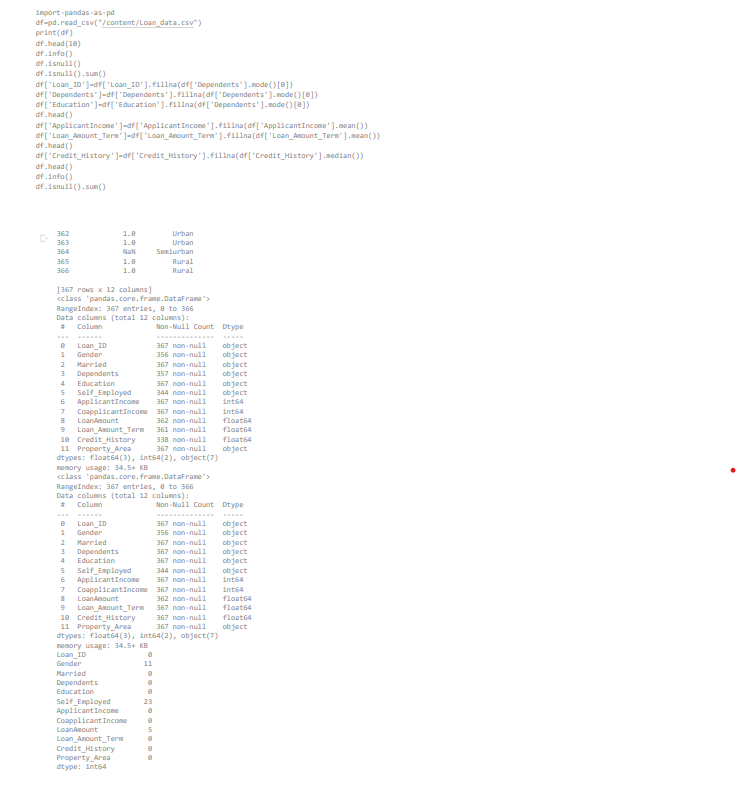 import pandas as pd
df=pd.read_csv("/content/Loan_data.csv")
print(df)
df.head(10)
df.info()
df.isnull()
df.isnull().sum()
df['Loan_ID']=df['Loan_ID'].fillna(df['Dependents'].mode()[0])
df['Dependents']=df['Dependents'].fillna(df['Dependents'].mode()[0])
df['Education']=df['Education'].fillna(df['Dependents'].mode()[0])
df.head()
df['ApplicantIncome']=df['ApplicantIncome'].fillna(df['ApplicantIncome'].mean())
df['Loan_Amount_Term']=df['Loan_Amount_Term'].fillna(df['Loan_Amount_Term'].mean())
df.head()
df['Credit_History']=df['Credit_History'].fillna(df['Credit_History'].median())
df.head()
df.info()
df.isnull().sum()
362 1.0 Urban
363 1.0 Urban
364 NaN Semiurban
365 1.0 Rural
366 1.0 Rural
[367 rows x 12 columns]
<class 'pandas.core.frame.DataFrame'>
RangeIndex: 367 entries, 0 to 366
Data columns (total 12 columns):
# Column Non-Null Count Dtype
--- ------ -------------- -----
0 Loan_ID 367 non-null object
1 Gender 356 non-null object
2 Married 367 non-null object
3 Dependents 357 non-null object
4 Education 367 non-null object
5 Self_Employed 344 non-null object
6 ApplicantIncome 367 non-null int64
7 CoapplicantIncome 367 non-null int64
8 LoanAmount 362 non-null float64
9 Loan_Amount_Term 361 non-null float64
10 Credit_History 338 non-null float64
11 Property_Area 367 non-null object
dtypes: float64(3), int64(2), object(7)
memory usage: 34.5+ KB
<class 'pandas.core.frame.DataFrame'>
RangeIndex: 367 entries, 0 to 366
Data columns (total 12 columns):
# Column Non-Null Count Dtype
--- ------ -------------- -----
0 Loan_ID 367 non-null object
1 Gender 356 non-null object
2 Married 367 non-null object
3 Dependents 367 non-null object
4 Education 367 non-null object
5 Self_Employed 344 non-null object
6 ApplicantIncome 367 non-null int64
7 CoapplicantIncome 367 non-null int64
8 LoanAmount 362 non-null float64
9 Loan_Amount_Term 367 non-null float64
10 Credit_History 367 non-null float64
11 Property_Area 367 non-null object
dtypes: float64(3), int64(2), object(7)
memory usage: 34.5+ KB
Loan_ID 0
Gender 11
Married 0
Dependents 0
Education 0
Self_Employed 23
ApplicantIncome 0
CoapplicantIncome 0
LoanAmount 5
Loan_Amount_Term 0
Credit_History 0
Property_Area 0
dtype: int64